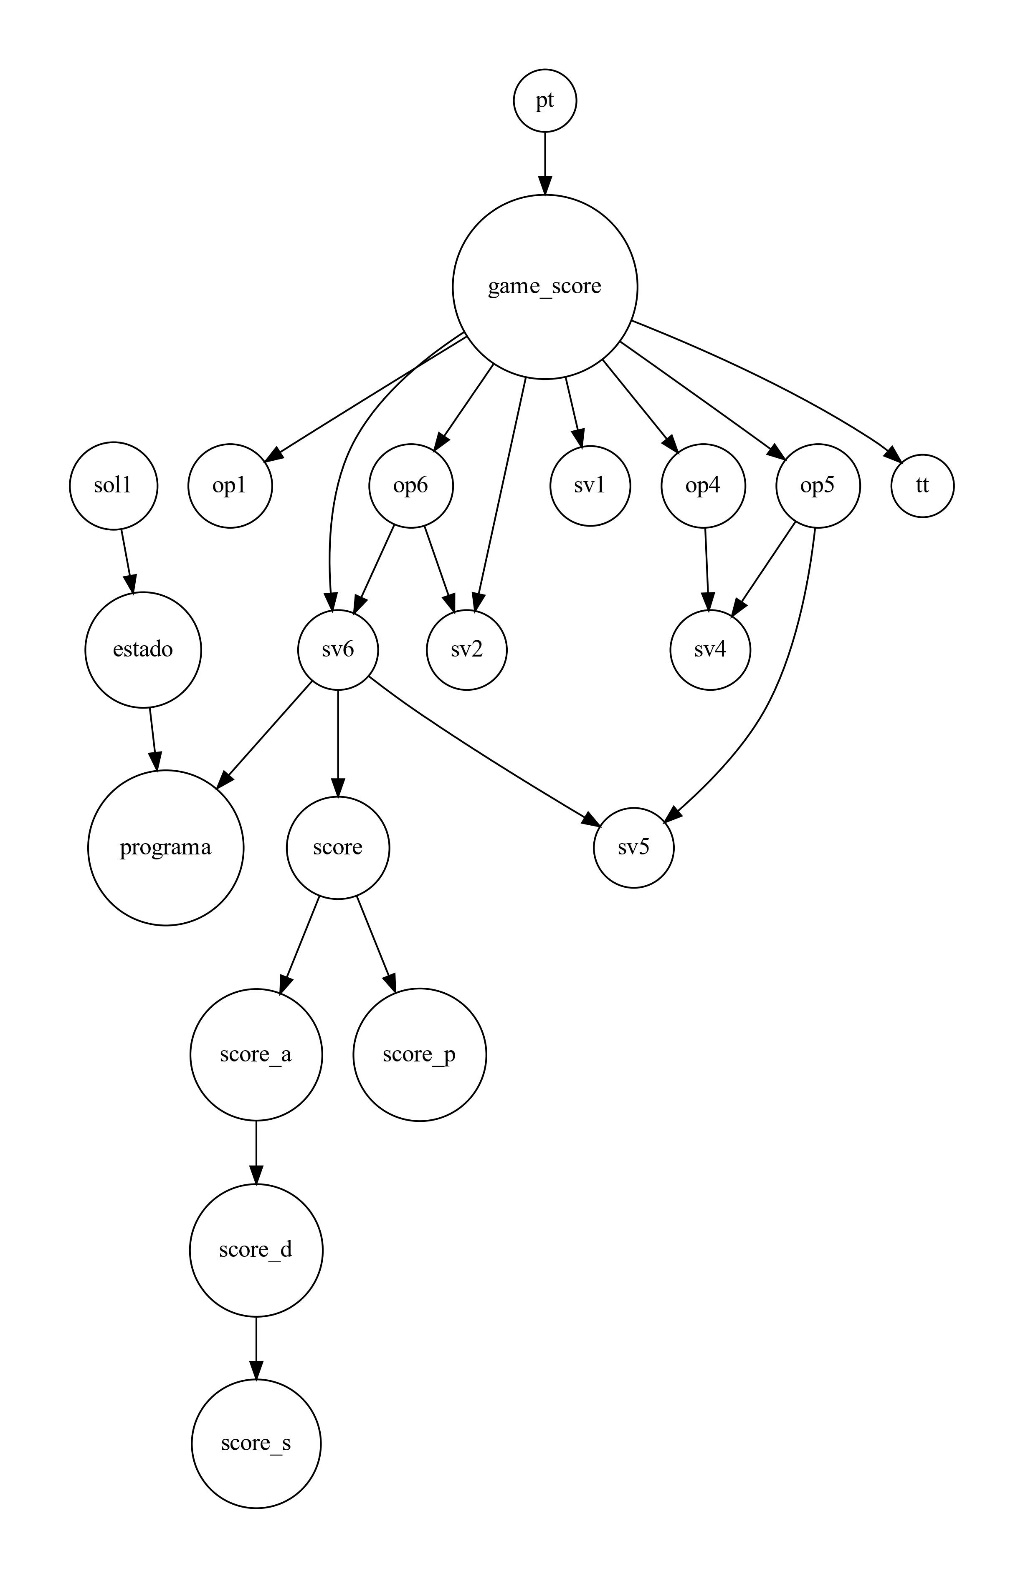 pt
game_score
sol1
op1
op6
sv1
op4
op5
tt
estado
sv6
sv2
sv4
programa
score
sv5
score_a
score_p
score_d
score_s